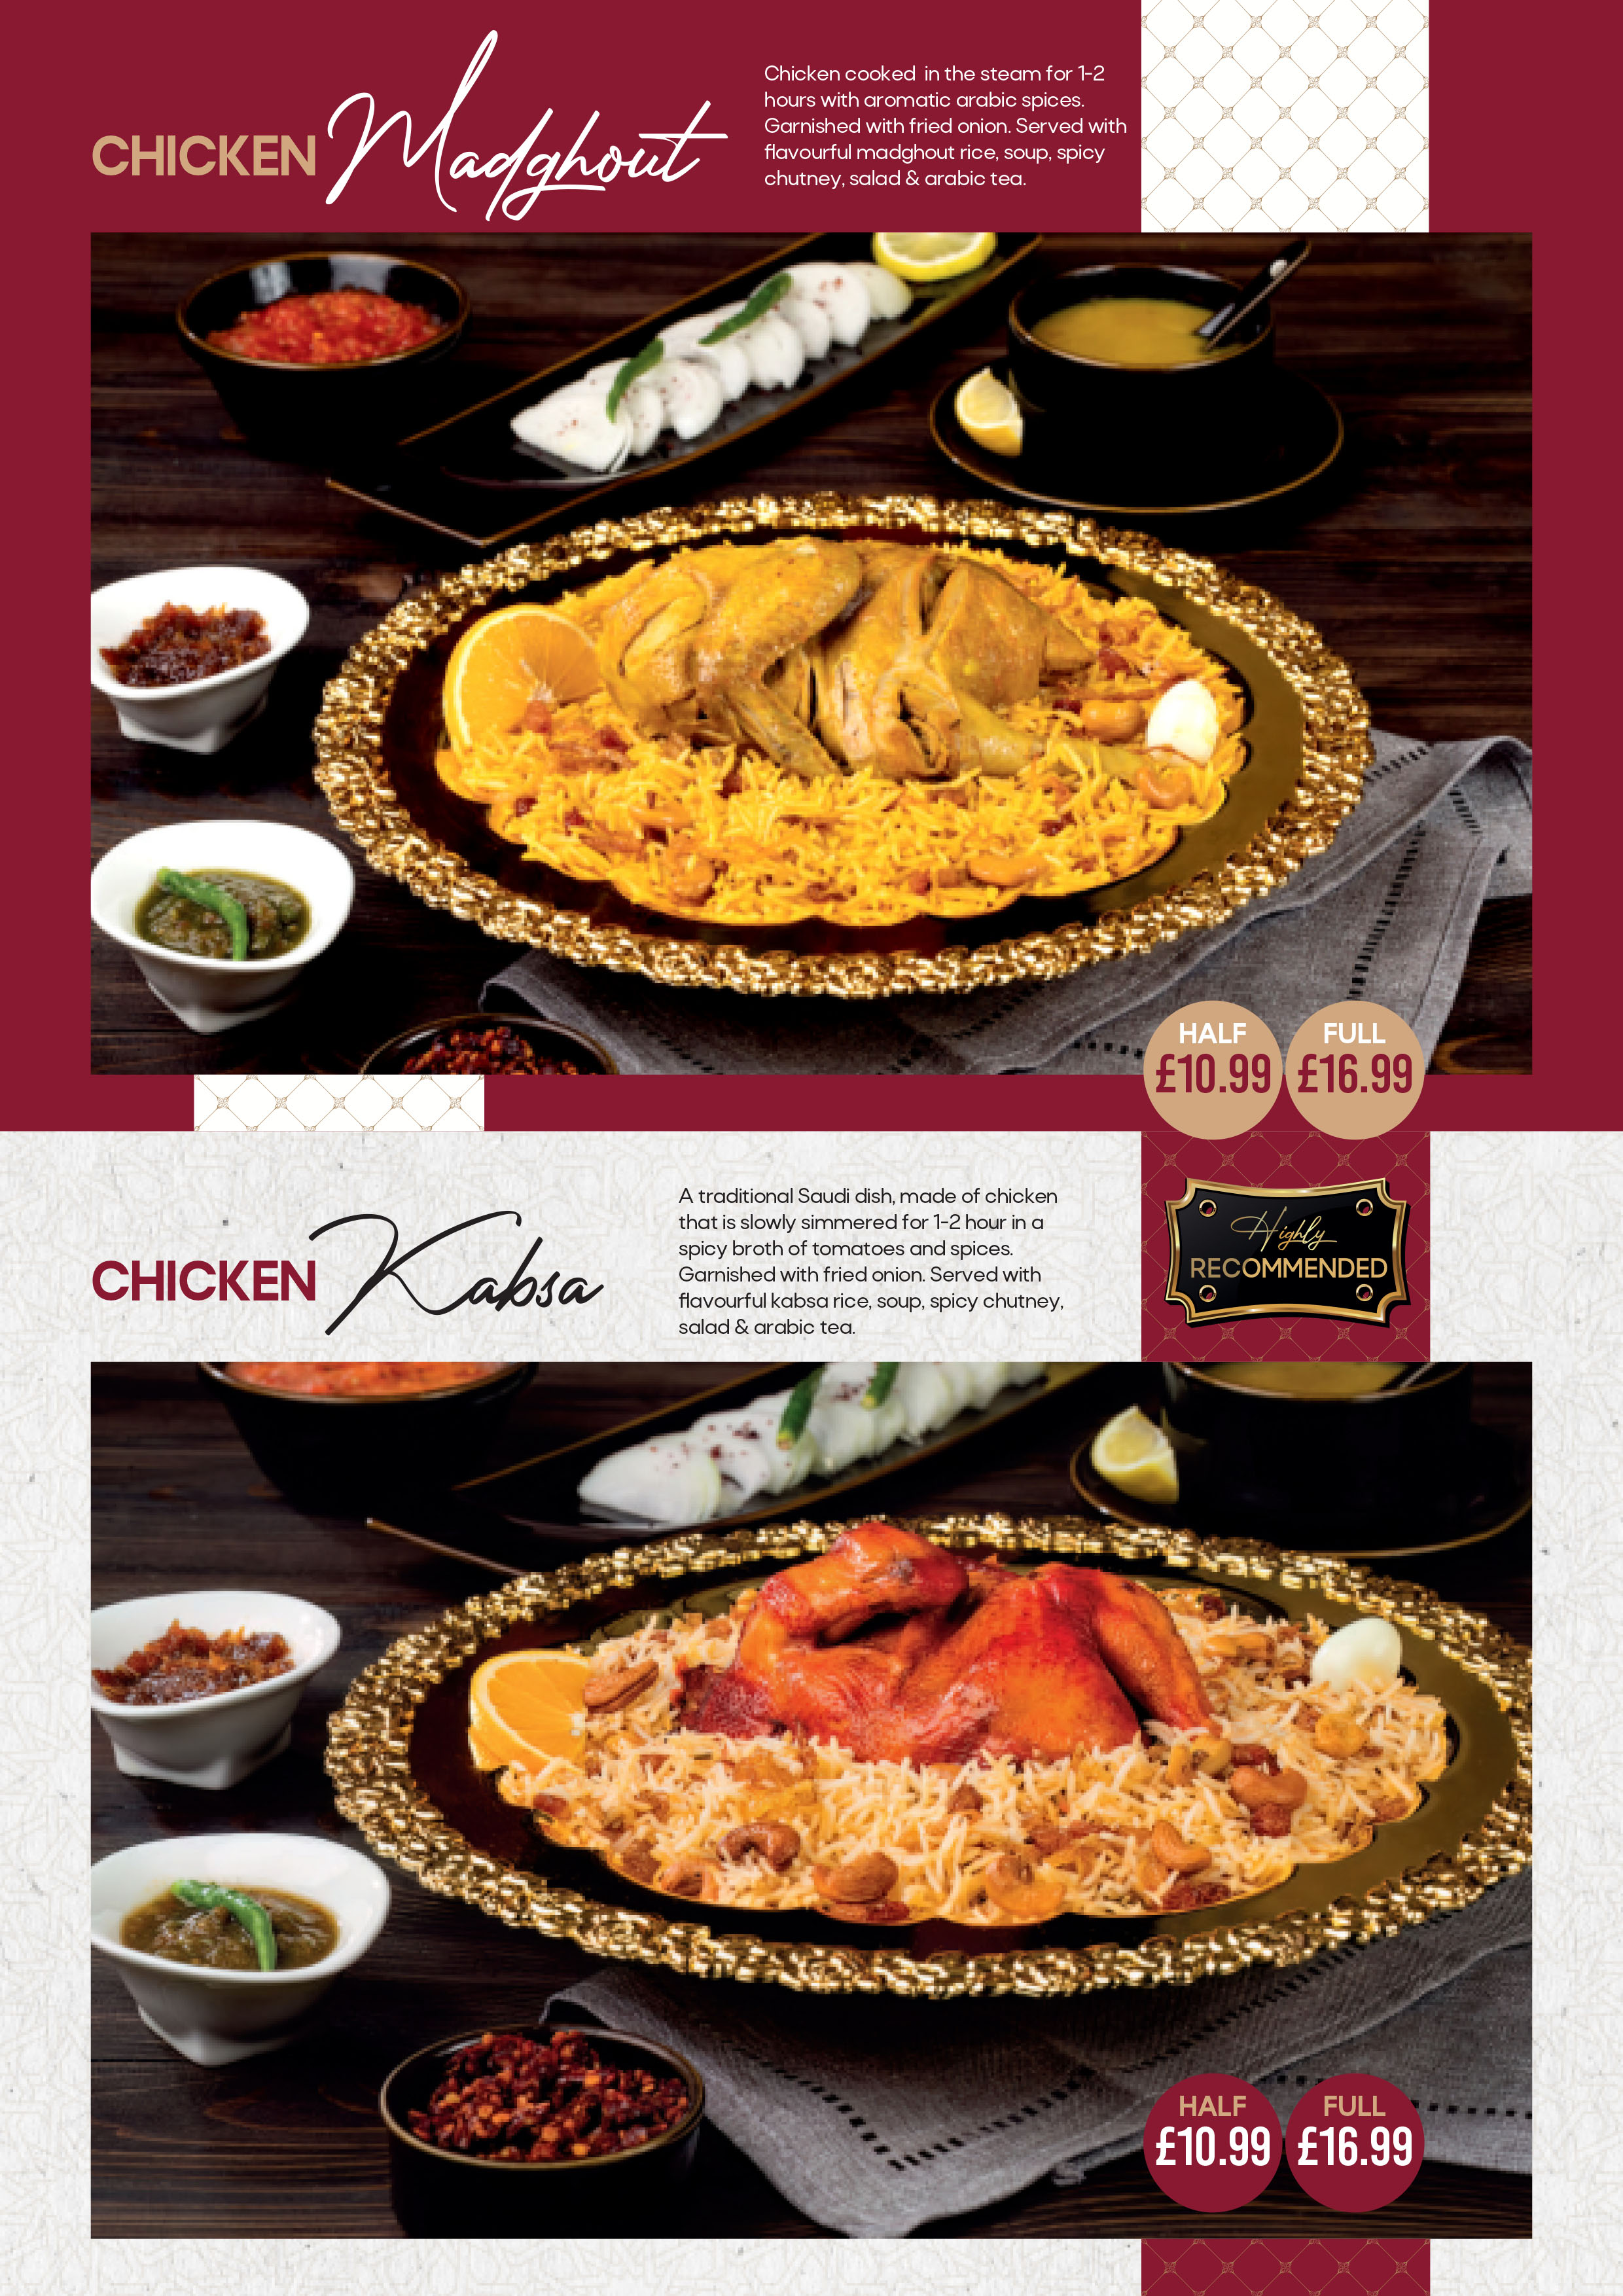 CHICKEN Madghout
Chicken cooked in the steam for 1-2
hours with aromatic arabic spices.
Garnished with fried onion. Served with
flavourful madghout rice, soup, spicy
chutney, salad & arabic tea.
HALF
£10.99
FULL
£16.99
CHICKEN Kabsa
A traditional Saudi dish, made of chicken
that is slowly simmered for 1-2 hour in a
spicy broth of tomatoes and spices.
Garnished with fried onion. Served with
flavourful kabsa rice, soup, spicy chutney,
salad & arabic tea.
Highly
RECOMMENDED
HALF
£10.99
FULL
£16.99